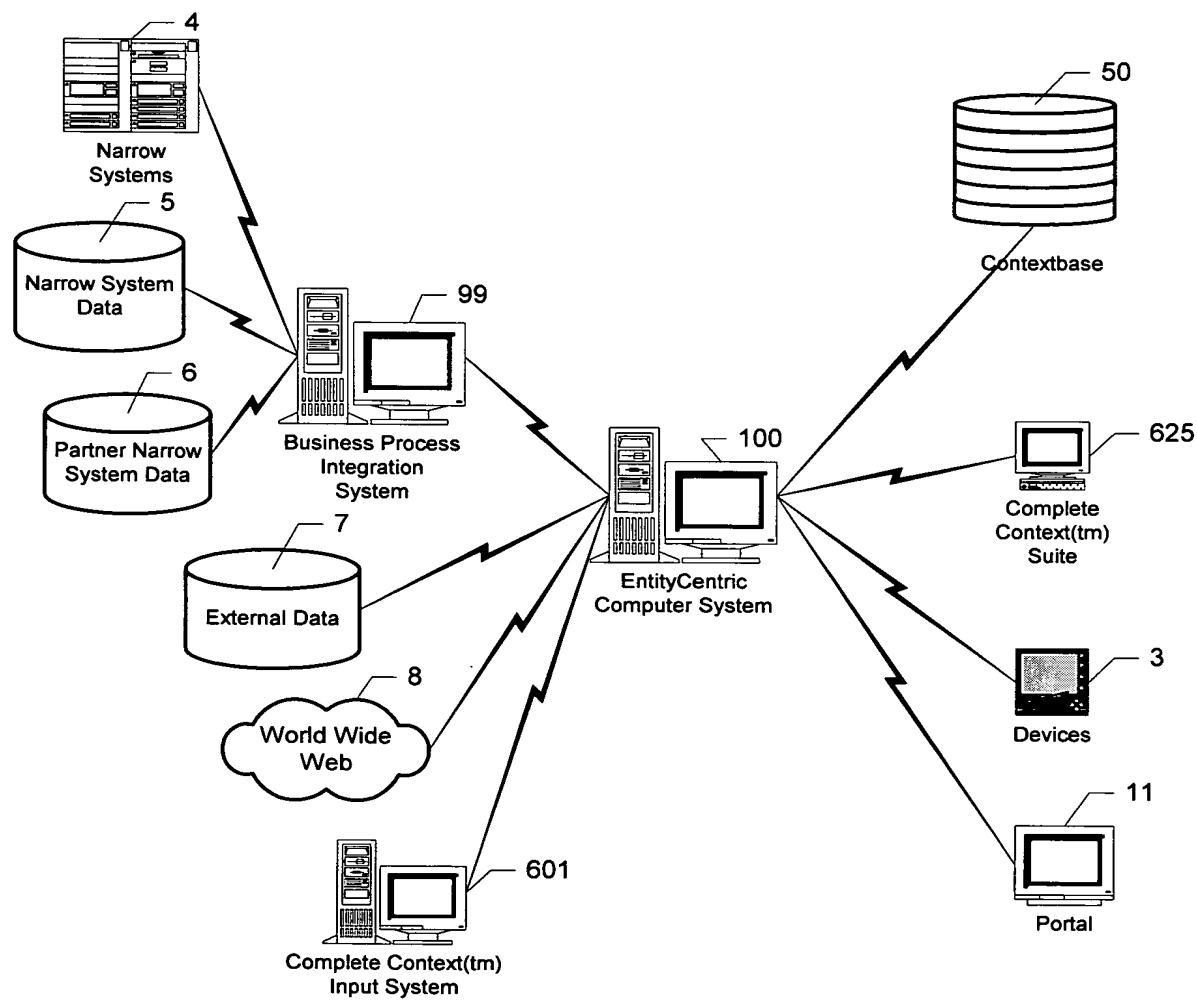 4
Narrow
Systems
5
Narrow System
Data
6
Partner Narrow
System Data
99
Business Process
Integration
System
7
External Data
8
World Wide
Web
601
Complete Context(tm)
Input System
100
EntityCentric
Computer System
50
Contextbase
625
Complete
Context(tm)
Suite
3
Devices
11
Portal